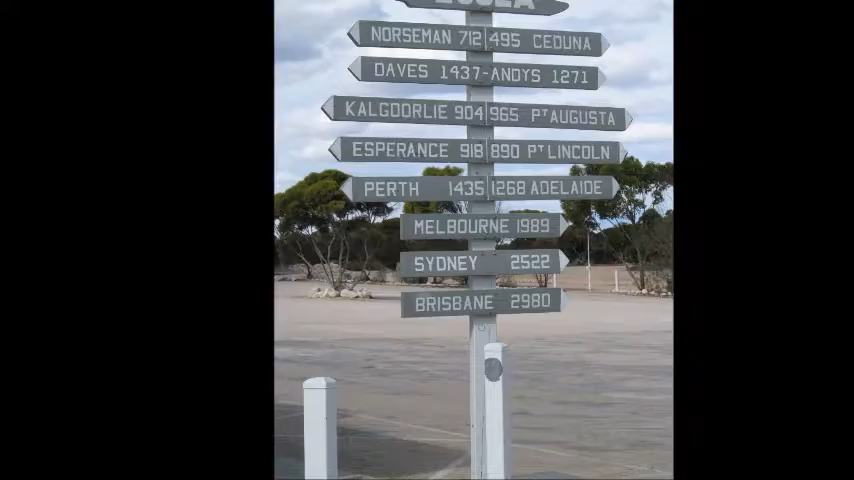 NORSEMAN 712 495 CEDUNA
DAVES 1437-ANDYS 1271
KALGOORLIE 904 965 PT AUGUSTA
ESPERANCE 918 890 PT LINCOLN
PERTH 1435 1268 ADELAIDE
MELBOURNE 1989
SYDNEY 2522
BRISBANE 2980